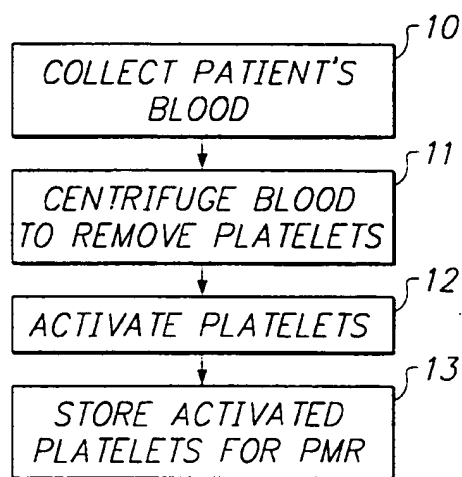 10
COLLECT PATIENT'S
BLOOD
11
CENTRIFUGE BLOOD
TO REMOVE PLATELETS
12
ACTIVATE PLATELETS
13
STORE ACTIVATED
PLATELETS FOR PMR